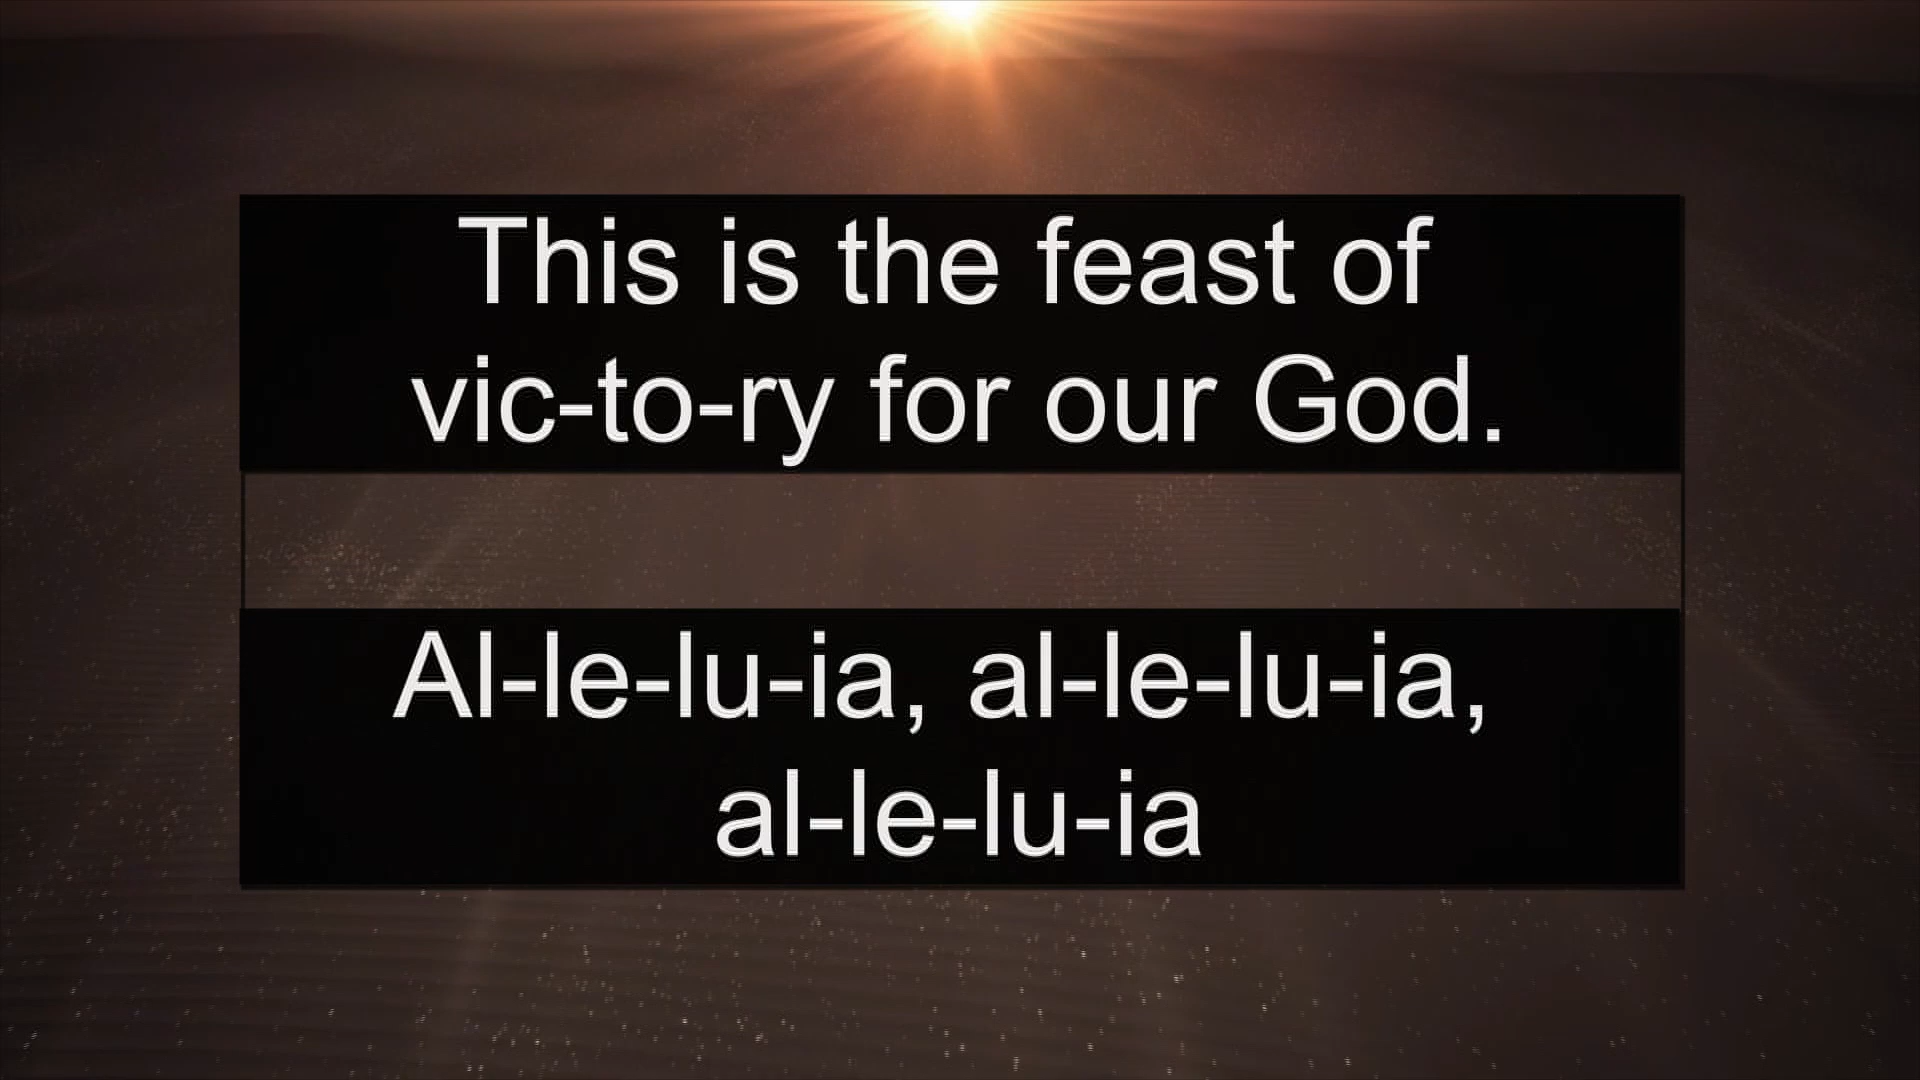 This is the feast of
vic-to-ry for our God.
Al-le-lu-ia, al-le-lu-ia,
al-le-lu-ia